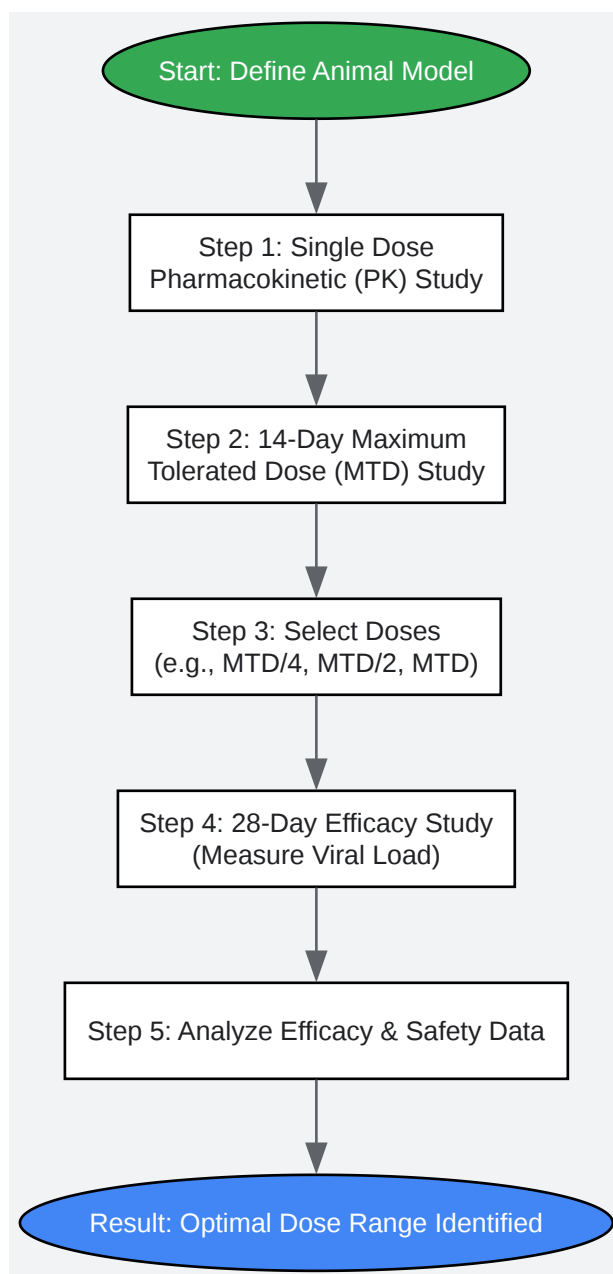 Start: Define Animal Model
Step 1: Single Dose
Pharmacokinetic (PK) Study
Step 2: 14-Day Maximum
Tolerated Dose (MTD) Study
Step 3: Select Doses
(e.g., MTD/4, MTD/2, MTD)
Step 4: 28-Day Efficacy Study
(Measure Viral Load)
Step 5: Analyze Efficacy & Safety Data
Result: Optimal Dose Range Identified